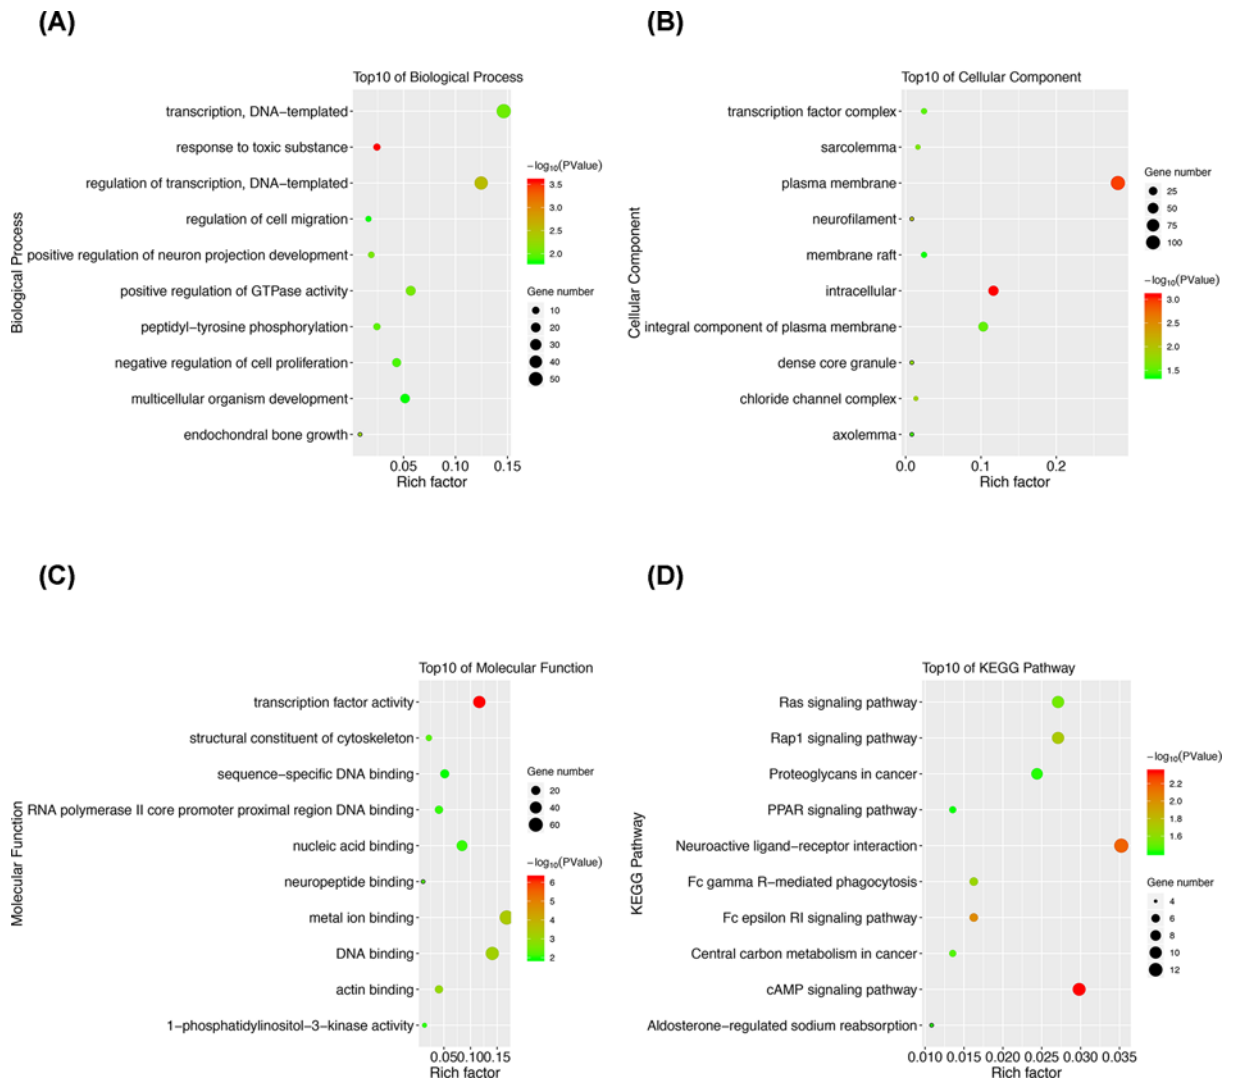 (A)
Top10 of Biological Process
Biological Process
transcription, DNA−templated
response to toxic substance
regulation of transcription, DNA−templated
regulation of cell migration
positive regulation of neuron projection development
positive regulation of GTPase activity
peptidyl−tyrosine phosphorylation
negative regulation of cell proliferation
multicellular organism development
endochondral bone growth
0.05 0.10 0.15
Rich factor
−log10(PValue)
3.5
3.0
2.5
2.0
Gene number
10
20
30
40
50
(B)
Top10 of Cellular Component
Cellular Component
transcription factor complex
sarcolemma
plasma membrane
neurofilament
membrane raft
intracellular
integral component of plasma membrane
dense core granule
chloride channel complex
axolemma
0.0 0.1 0.2
Rich factor
Gene number
25
50
75
100
−log10(PValue)
3.0
2.5
2.0
1.5
(C)
Top10 of Molecular Function
Molecular Function
transcription factor activity
structural constituent of cytoskeleton
sequence−specific DNA binding
RNA polymerase II core promoter proximal region DNA binding
nucleic acid binding
neuropeptide binding
metal ion binding
DNA binding
actin binding
1−phosphatidylinositol−3−kinase activity
0.05 0.10 0.15
Rich factor
Gene number
20
40
60
−log10(PValue)
6
5
4
3
2
(D)
Top10 of KEGG Pathway
KEGG Pathway
Ras signaling pathway
Rap1 signaling pathway
Proteoglycans in cancer
PPAR signaling pathway
Neuroactive ligand−receptor interaction
Fc gamma R−mediated phagocytosis
Fc epsilon RI signaling pathway
Central carbon metabolism in cancer
cAMP signaling pathway
Aldosterone−regulated sodium reabsorption
0.010 0.015 0.020 0.025 0.030 0.035
Rich factor
−log10(PValue)
2.2
2.0
1.8
1.6
Gene number
4
6
8
10
12